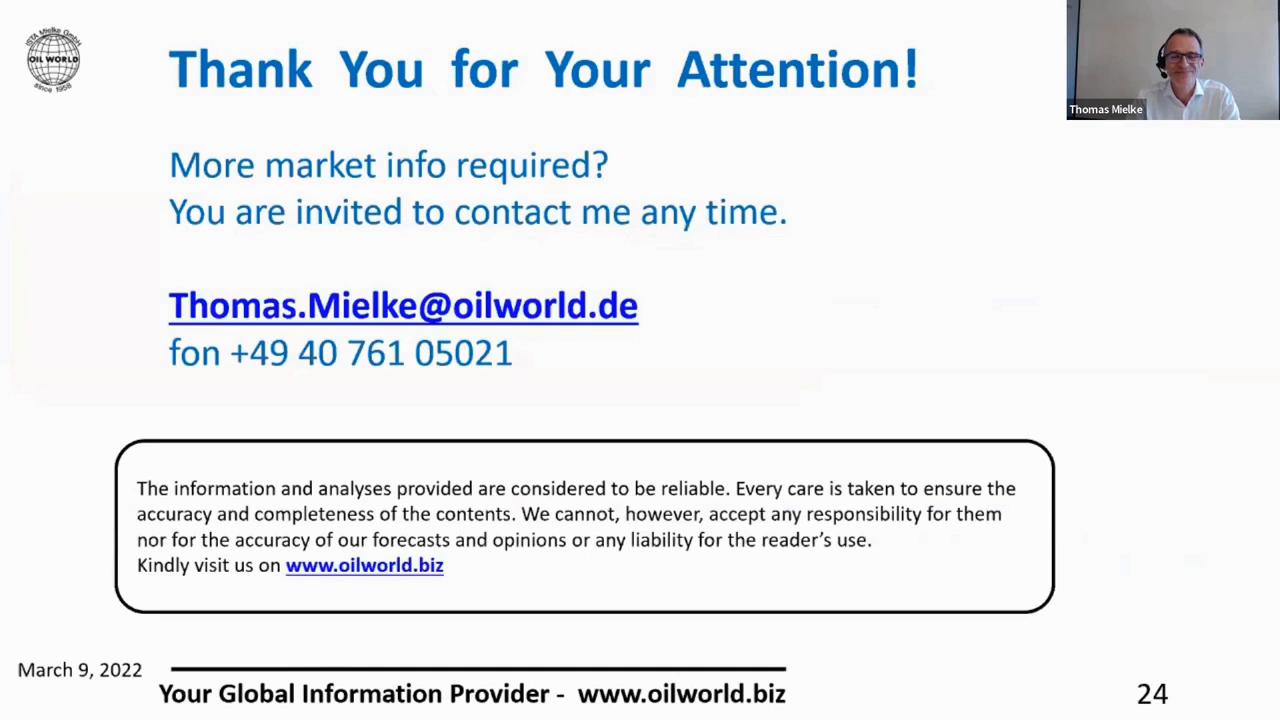 ISTA Mielke GmbH
OIL WORLD
since 1958
Thank You for Your Attention!
Thomas Mielke
More market info required?
You are invited to contact me any time.
Thomas.Mielke@oilworld.de
fon +49 40 761 05021
The information and analyses provided are considered to be reliable. Every care is taken to ensure the
accuracy and completeness of the contents. We cannot, however, accept any responsibility for them
nor for the accuracy of our forecasts and opinions or any liability for the reader’s use.
Kindly visit us on www.oilworld.biz
March 9, 2022
Your Global Information Provider - www.oilworld.biz
24